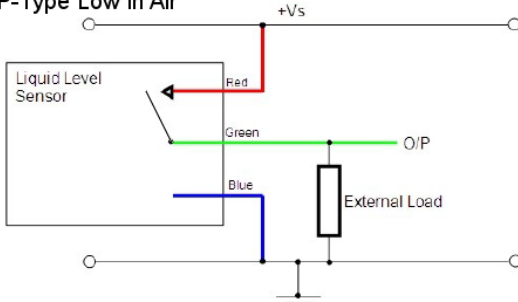 P-Type Low in Air
+Vs
Liquid Level
Sensor
Red
Green
O/P
Blue
External Load